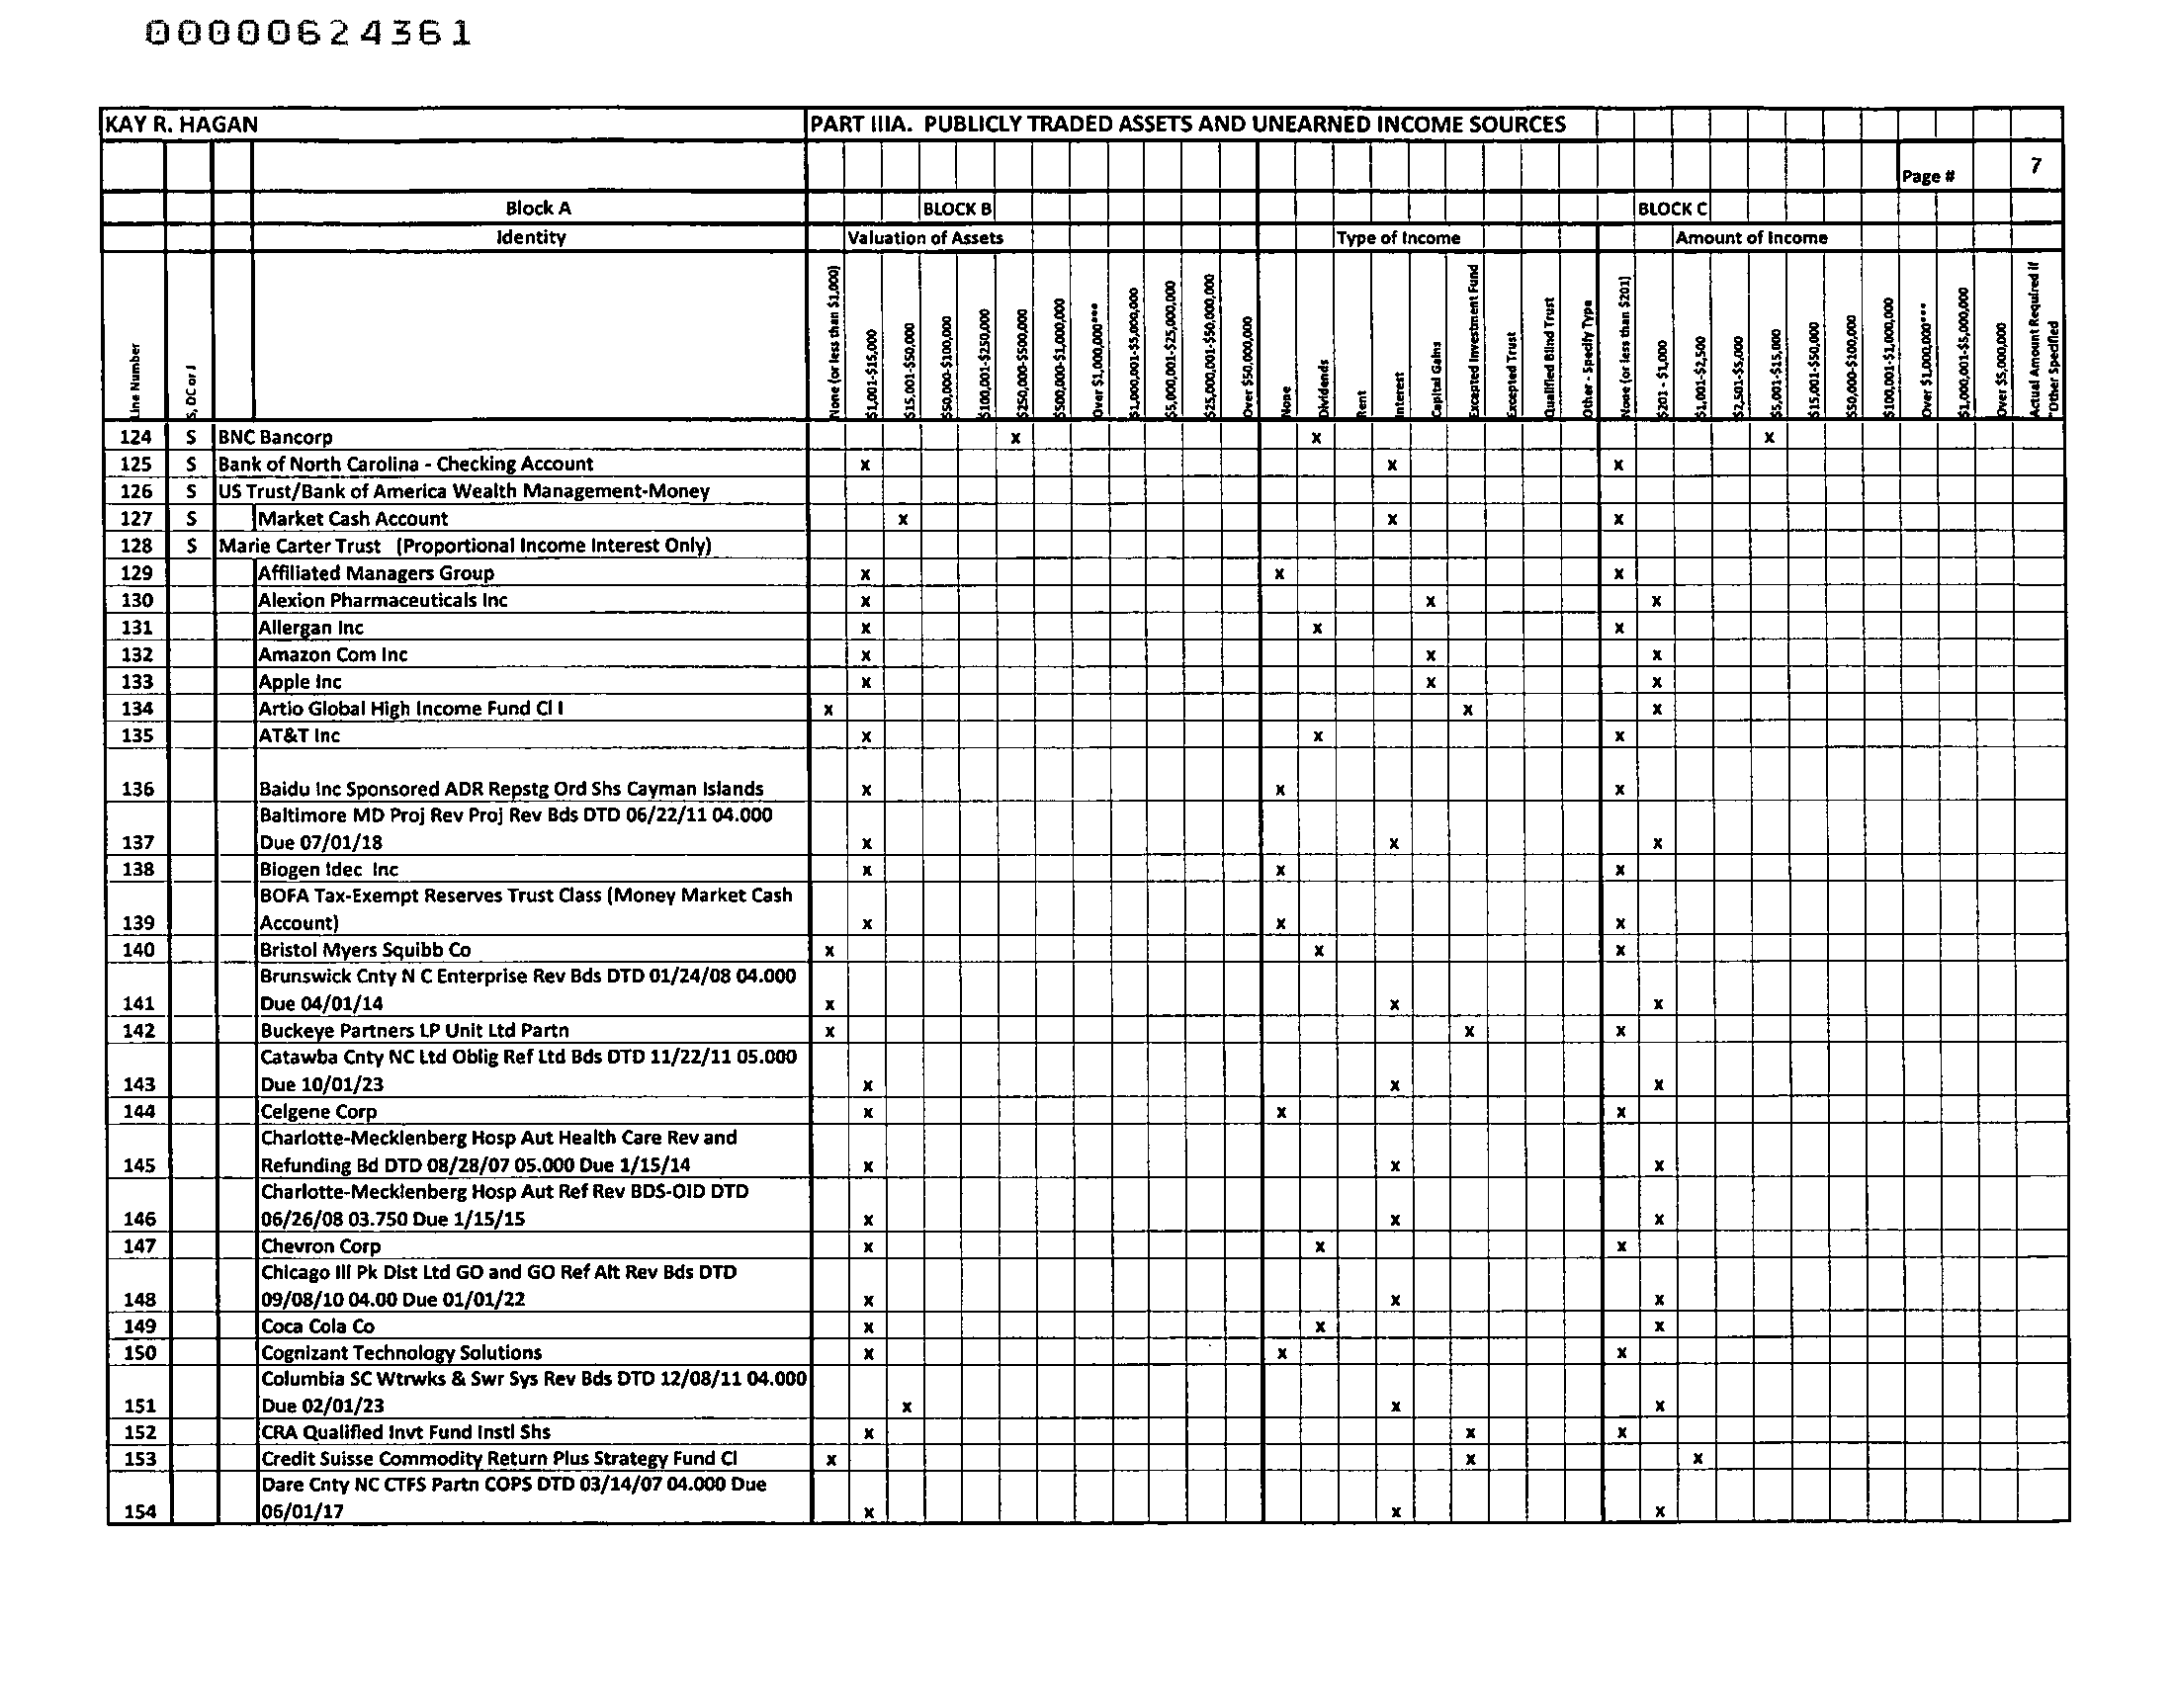 00000624361
KAY R. HAGAN PART IIIA. PUBLICLY TRADED ASSETS AND UNEARNED INCOME SOURCES
Page # 7
Block A BLOCK B BLOCK C
Identity Valuation of Assets Type of Income Amount of Income
Line Number
S, DC or J
None (or less than $1,000)
$1,001-$15,000
$15,001-$50,000
$50,000-$100,000
$100,001-$250,000
$250,000-$500,000
$500,000-$1,000,000
Over $1,000,000***
$1,000,001-$5,000,000
$5,000,001-$25,000,000
$25,000,001-$50,000,000
Over $50,000,000
None
Dividends
Rent
Interest
Capital Gains
Excepted Investment Fund
Excepted Trust
Qualified Blind Trust
Other - Specify Type
None (or less than $201)
$201 - $1,000
$1,001-$2,500
$2,501-$5,000
$5,001-$15,000
$15,001-$50,000
$50,000-$100,000
$100,001-$1,000,000
Over $1,000,000***
$1,000,001-$5,000,000
Over $5,000,000
Actual Amount Required if
"Other Specified
124 S BNC Bancorp x x x
125 S Bank of North Carolina - Checking Account x x x
126 S US Trust/Bank of America Wealth Management-Money
127 S Market Cash Account x x x
128 S Marie Carter Trust (Proportional Income Interest Only)
129 Affiliated Managers Group x x x
130 Alexion Pharmaceuticals Inc x x x
131 Allergan Inc x x x
132 Amazon Com Inc x x x
133 Apple Inc x x x
134 Artio Global High Income Fund Cl I x x x
135 AT&T Inc x x x
136 Baidu Inc Sponsored ADR Repstg Ord Shs Cayman Islands x x x
Baltimore MD Proj Rev Proj Rev Bds DTD 06/22/11 04.000
137 Due 07/01/18 x x x
138 Biogen Idec Inc x x x
BOFA Tax-Exempt Reserves Trust Class (Money Market Cash
139 Account) x x x
140 Bristol Myers Squibb Co x x x
Brunswick Cnty N C Enterprise Rev Bds DTD 01/24/08 04.000
141 Due 04/01/14 x x x
142 Buckeye Partners LP Unit Ltd Partn x x x
Catawba Cnty NC Ltd Oblig Ref Ltd Bds DTD 11/22/11 05.000
143 Due 10/01/23 x x x
144 Celgene Corp x x x
Charlotte-Mecklenberg Hosp Aut Health Care Rev and
145 Refunding Bd DTD 08/28/07 05.000 Due 1/15/14 x x x
Charlotte-Mecklenberg Hosp Aut Ref Rev BDS-OID DTD
146 06/26/08 03.750 Due 1/15/15 x x x
147 Chevron Corp x x x
Chicago Ill Pk Dist Ltd GO and GO Ref Alt Rev Bds DTD
148 09/08/10 04.00 Due 01/01/22 x x x
149 Coca Cola Co x x x
150 Cognizant Technology Solutions x x x
Columbia SC Wtrwks & Swr Sys Rev Bds DTD 12/08/11 04.000
151 Due 02/01/23 x x x
152 CRA Qualified Invt Fund Instl Shs x x x
153 Credit Suisse Commodity Return Plus Strategy Fund Cl x x x
Dare Cnty NC CTFS Partn COPS DTD 03/14/07 04.000 Due
154 06/01/17 x x x